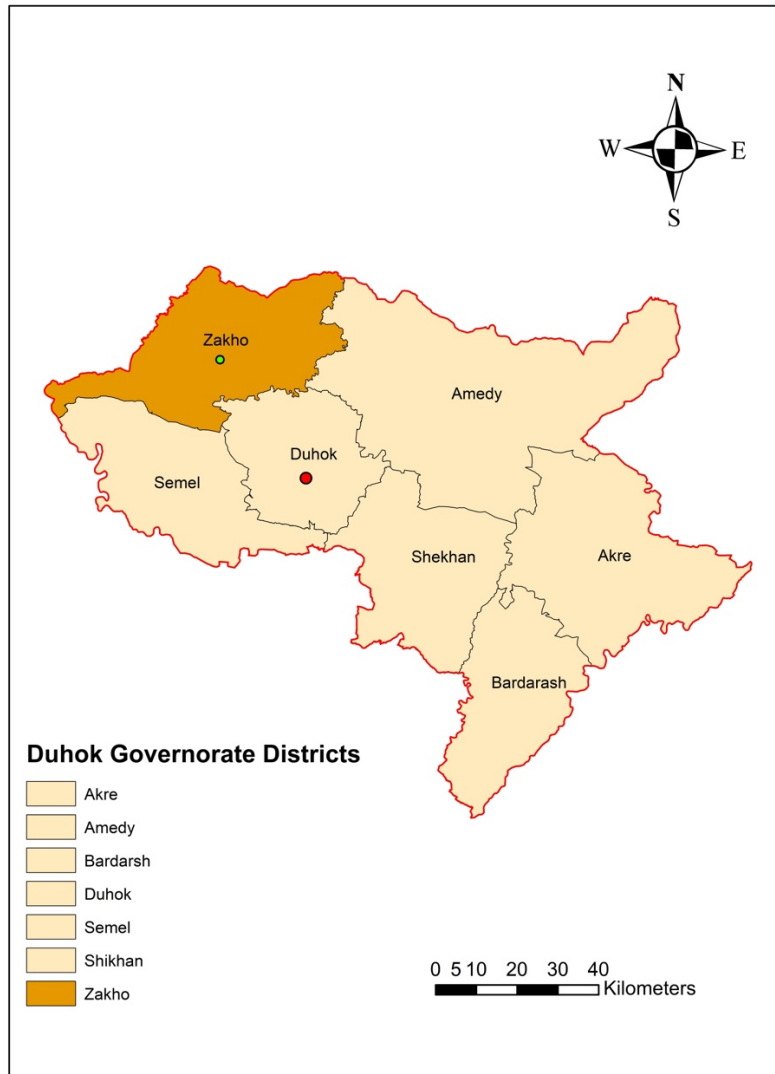 N
W E
S
Zakho
Amedy
Duhok
Semel
Shekhan
Akre
Bardarash
Duhok Governorate Districts
Akre
Amedy
Bardarsh
Duhok
Semel
Shikhan
Zakho
0 5 10 20 30 40
Kilometers